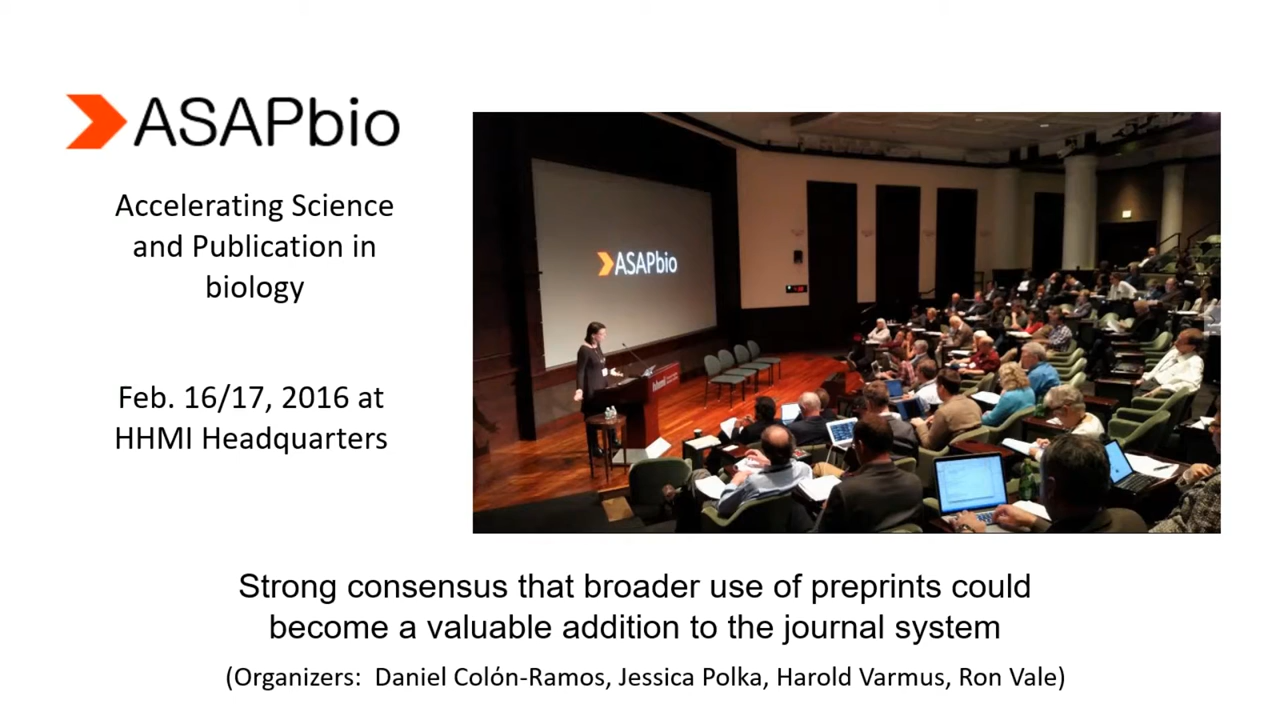 ASAPbio
Accelerating Science
and Publication in
biology
Feb. 16/17, 2016 at
HHMI Headquarters
ASAPbio
hhmi
Strong consensus that broader use of preprints could
become a valuable addition to the journal system
(Organizers:  Daniel Colón-Ramos, Jessica Polka, Harold Varmus, Ron Vale)